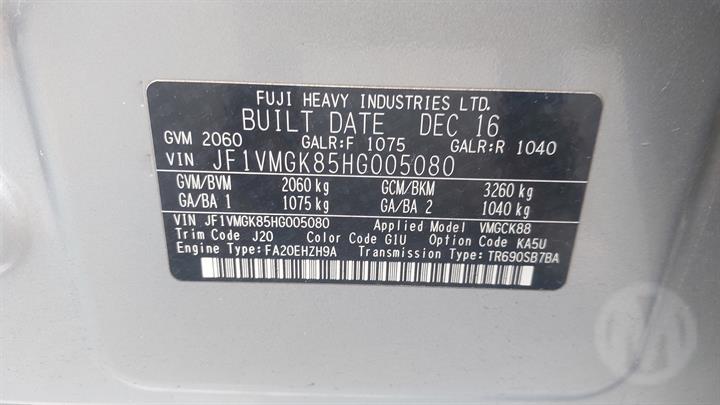 FUJI HEAVY INDUSTRIES LTD.
BUILT DATE DEC 16
GVM 2060 GALR:F 1075 GALR:R 1040
VIN JF1VMGK85HG005080
GVM/BVM 2060 kg GCM/BKM 3260 kg
GA/BA 1 1075 kg GA/BA 2 1040 kg
VIN JF1VMGK85HG005080 Applied Model VMGCK88
Trim Code J20 Color Code G1U Option Code KA5U
Engine Type:FA20EHZH9A Transmission Type:TR690SB7BA